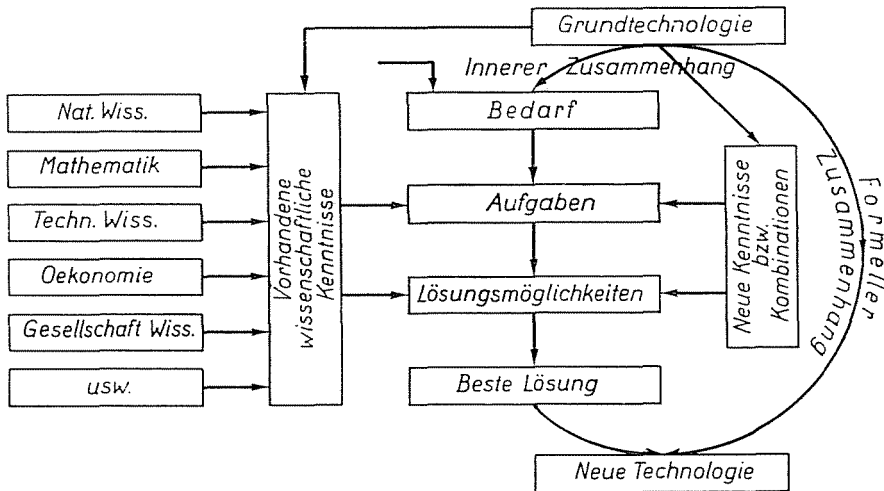 Grundtechnologie
Innerer Zusammenhang
Bedarf
Nat. Wiss.
Mathematik
Techn. Wiss.
Oekonomie
Gesellschaft Wiss.
usw.
Vorhandene
wissenschaftliche
Kenntnisse
Aufgaben
Lösungsmöglichkeiten
Beste Lösung
Neue Kenntnisse
bzw.
Kombinationen
Formeller
Zusammenhang
Neue Technologie